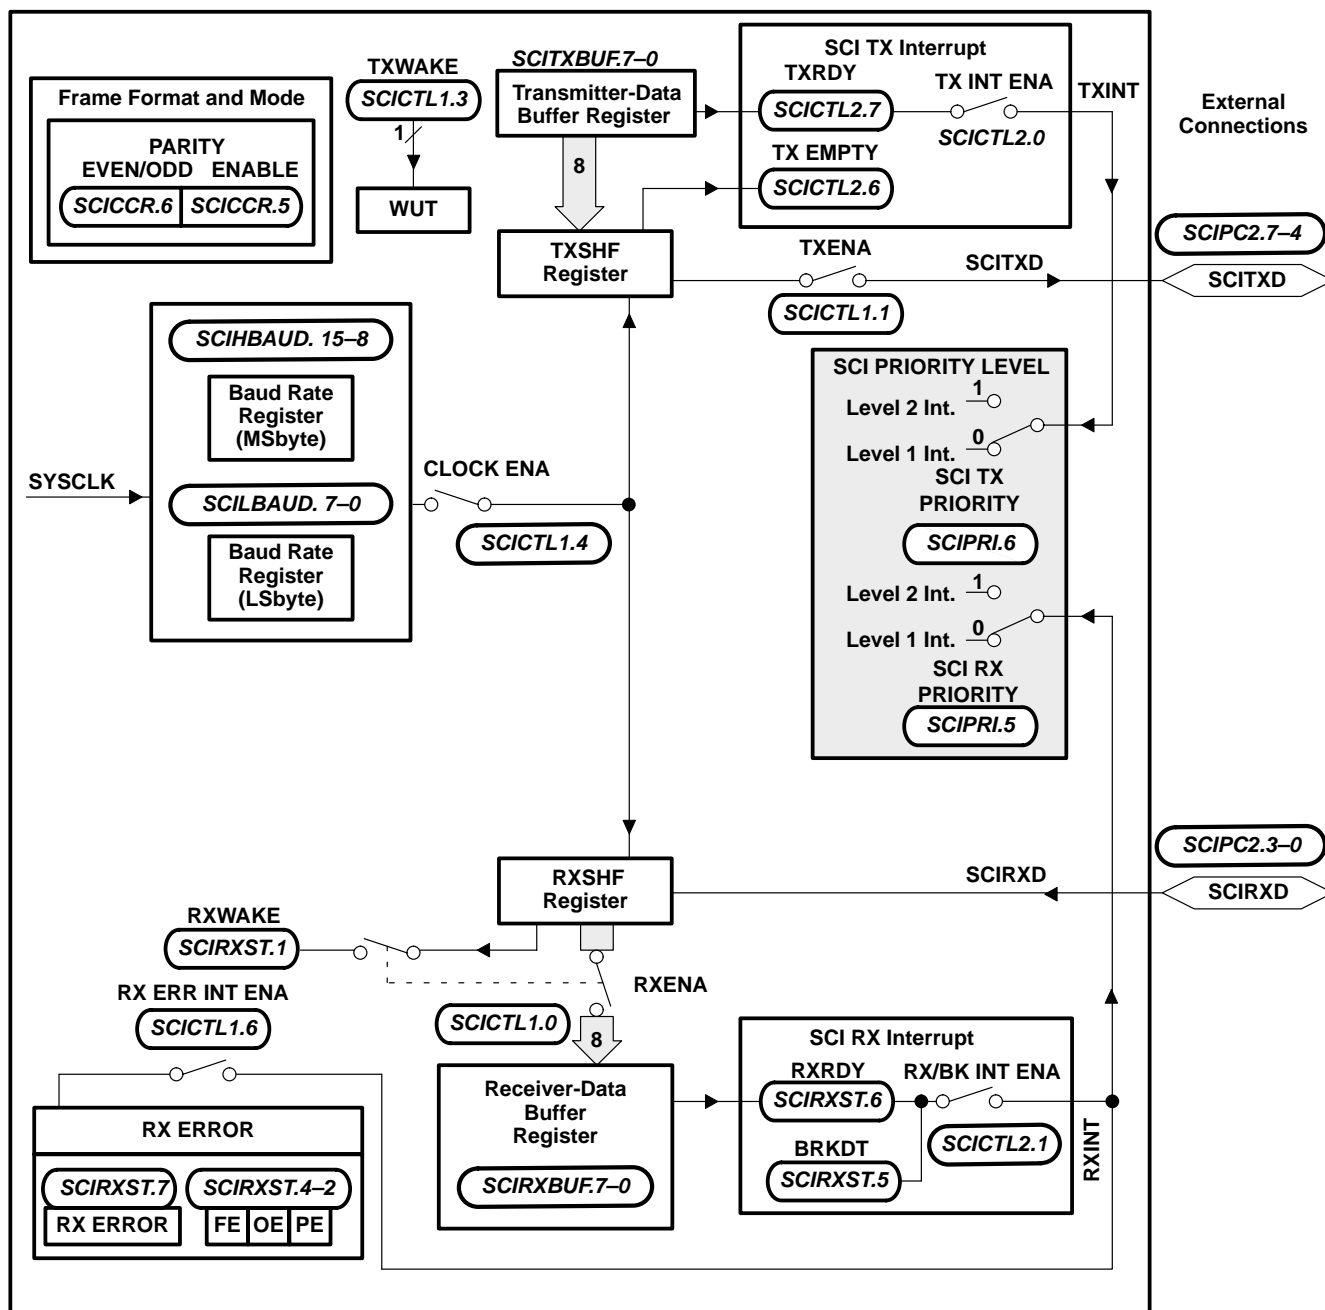 Frame Format and Mode
PARITY
EVEN/ODD ENABLE
SCICCR.6 SCICCR.5
TXWAKE
SCICTL1.3
1
WUT
SCITXBUF.7–0
Transmitter-Data
Buffer Register
8
TXSHF
Register
SCI TX Interrupt
TXRDY
SCICTL2.7
TX INT ENA
SCICTL2.0
TX EMPTY
SCICTL2.6
TXINT
External
Connections
TXENA
SCICTL1.1
SCITXD
SCIPC2.7–4
SCITXD
SYSCLK
SCIHBAUD. 15–8
Baud Rate
Register
(MSbyte)
SCILBAUD. 7–0
Baud Rate
Register
(LSbyte)
CLOCK ENA
SCICTL1.4
SCI PRIORITY LEVEL
Level 2 Int. 1
Level 1 Int. 0
SCI TX
PRIORITY
SCIPRI.6
Level 2 Int. 1
Level 1 Int. 0
SCI RX
PRIORITY
SCIPRI.5
RXSHF
Register
SCIRXD
SCIPC2.3–0
SCIRXD
RXWAKE
SCIRXST.1
RXENA
SCICTL1.0
8
RX ERR INT ENA
SCICTL1.6
RX ERROR
SCIRXST.7 SCIRXST.4–2
RX ERROR FE OE PE
Receiver-Data
Buffer
Register
SCIRXBUF.7–0
SCI RX Interrupt
RXRDY
SCIRXST.6
RX/BK INT ENA
SCICTL2.1
BRKDT
SCIRXST.5
RXINT